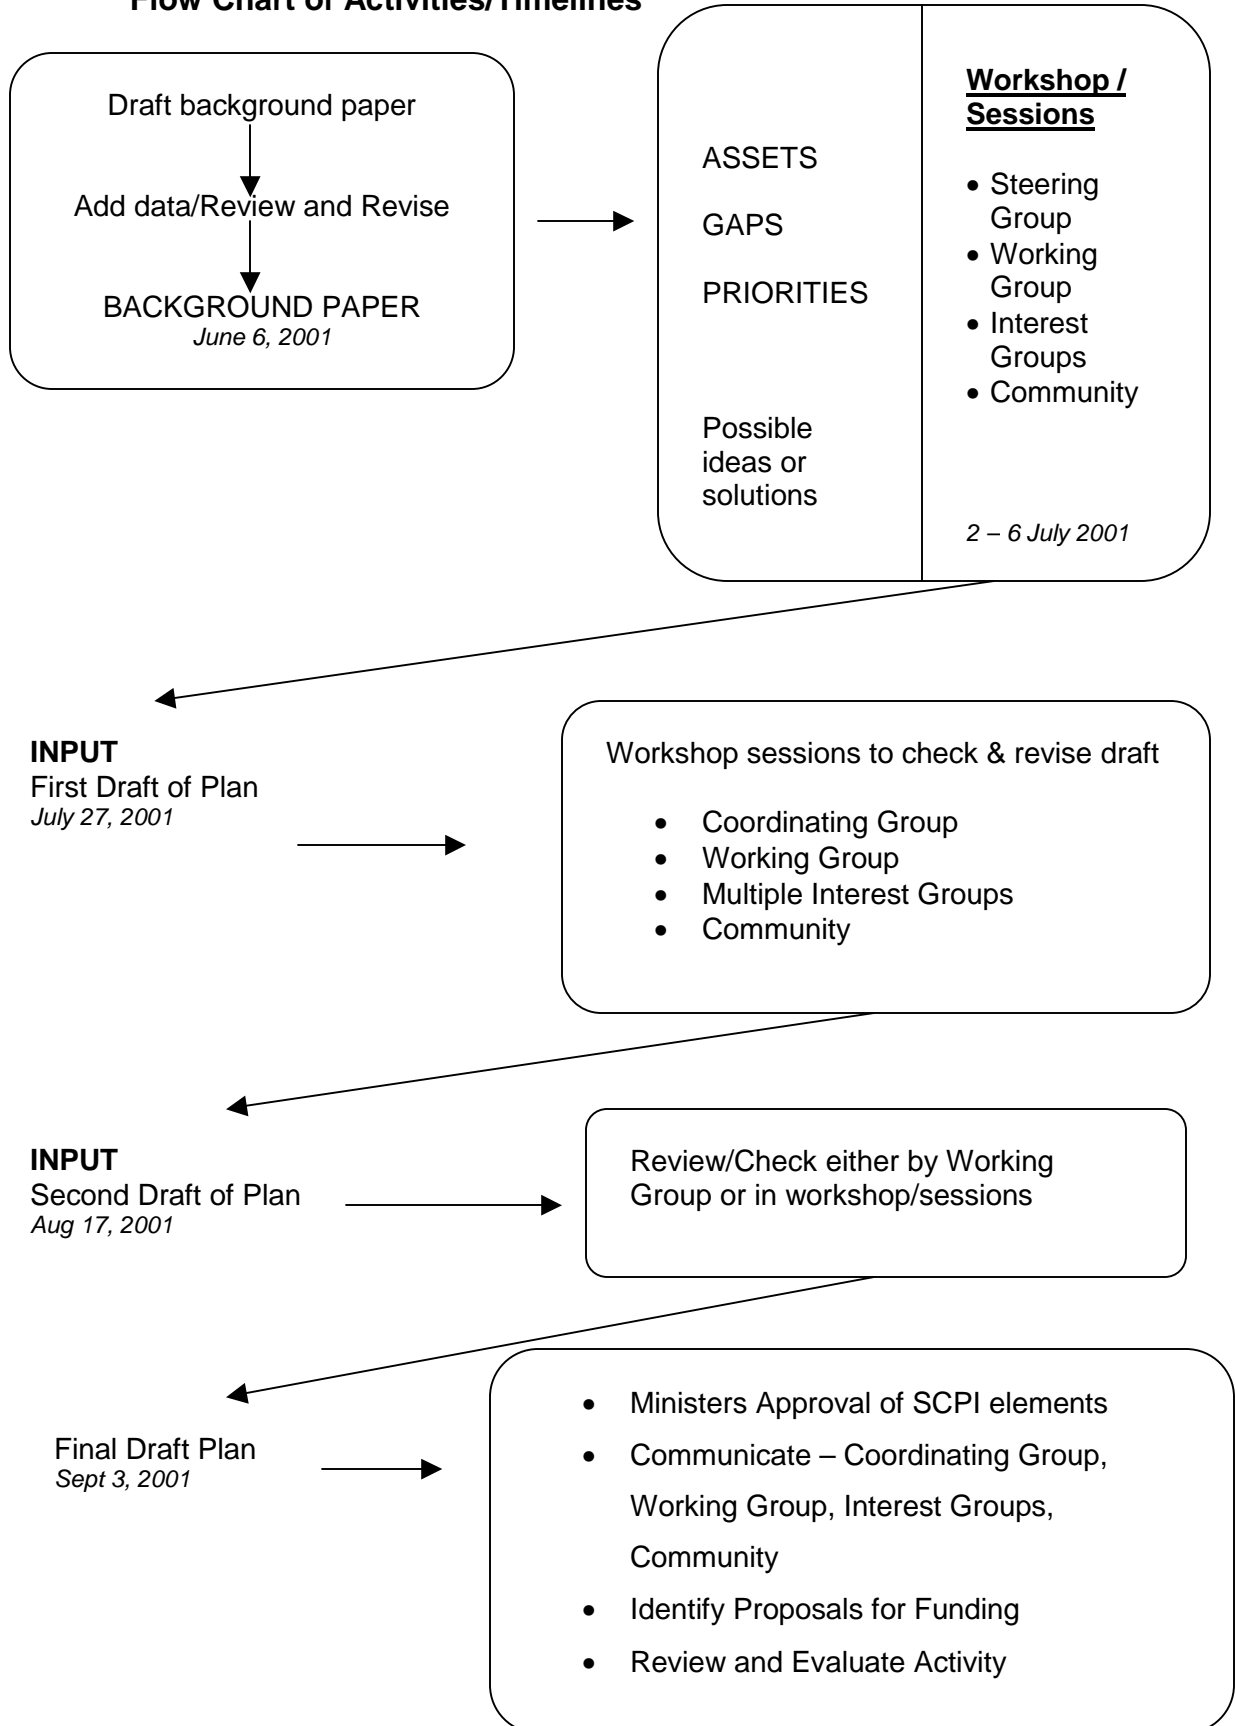 Flow Chart of Activities/Timelines
Draft background paper
Add data/Review and Revise
BACKGROUND PAPER
June 6, 2001
ASSETS
GAPS
PRIORITIES
Possible
ideas or
solutions
Workshop /
Sessions
• Steering
Group
• Working
Group
• Interest
Groups
• Community
2 – 6 July 2001
INPUT
First Draft of Plan
July 27, 2001
Workshop sessions to check & revise draft
• Coordinating Group
• Working Group
• Multiple Interest Groups
• Community
INPUT
Second Draft of Plan
Aug 17, 2001
Review/Check either by Working
Group or in workshop/sessions
Final Draft Plan
Sept 3, 2001
• Ministers Approval of SCPI elements
• Communicate – Coordinating Group,
Working Group, Interest Groups,
Community
• Identify Proposals for Funding
• Review and Evaluate Activity